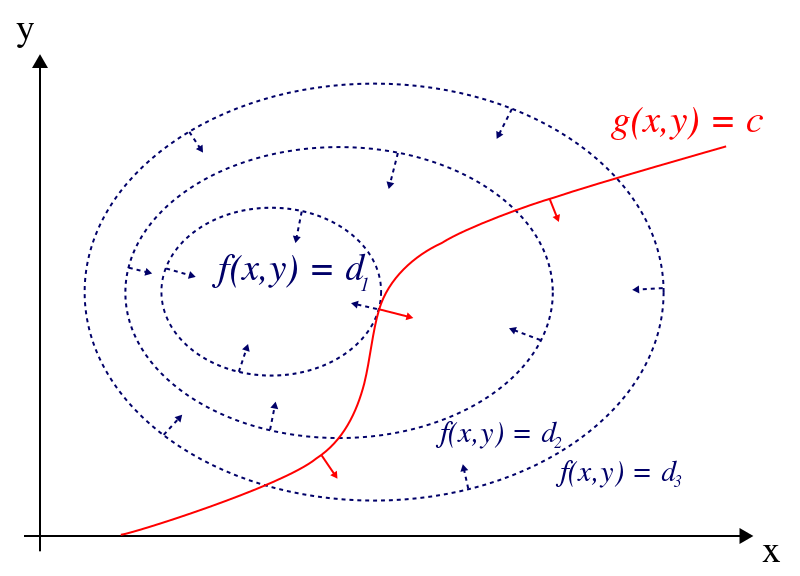 y
g(x,y) = c
f(x,y) = d₁
f(x,y) = d₂
f(x,y) = d₃
x